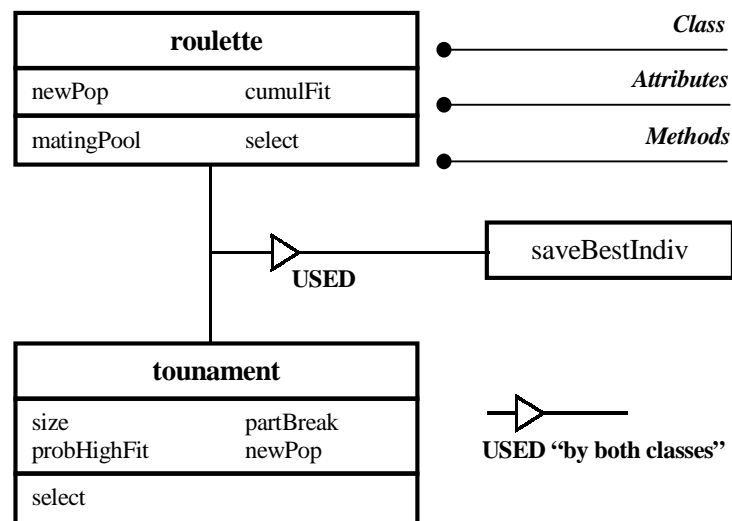 roulette
Class
newPop cumulFit
Attributes
matingPool select
Methods
USED
saveBestIndiv
tounament
size partBreak
probHighFit newPop
select
USED “by both classes”